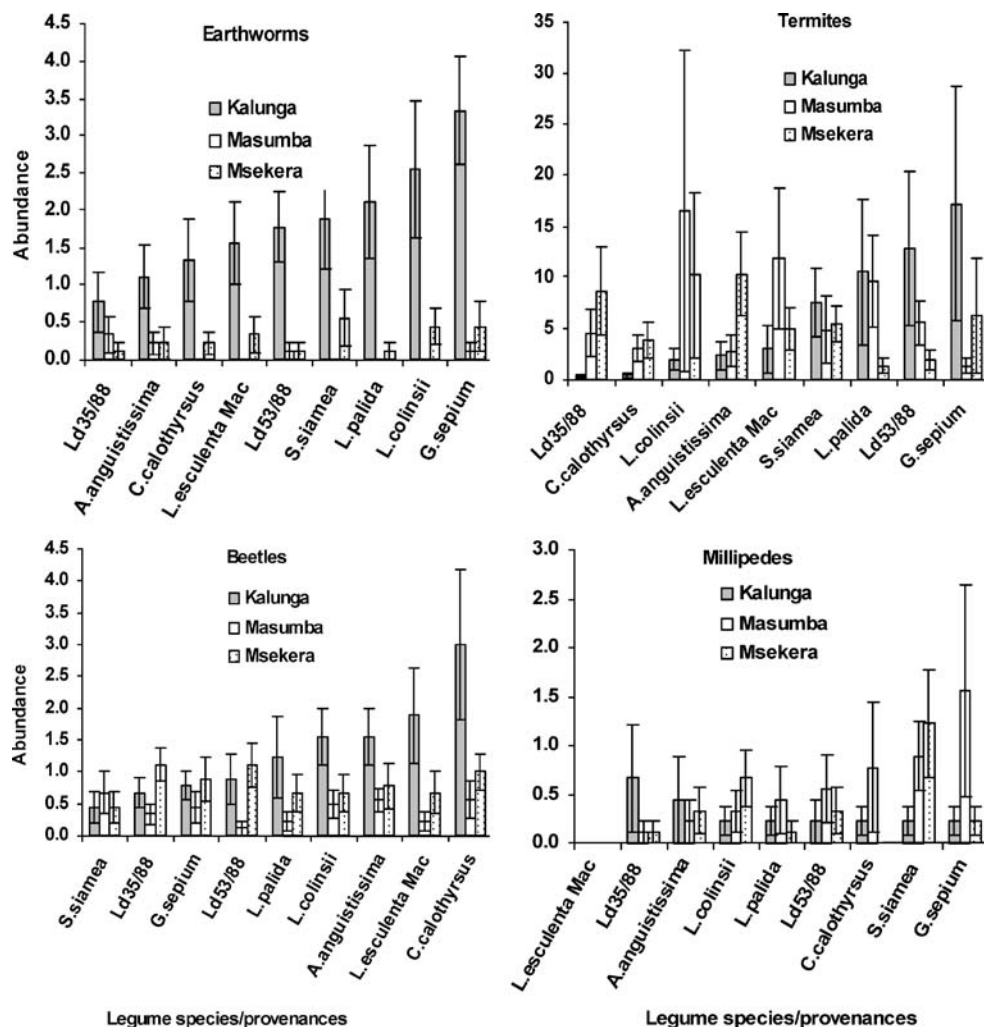 Earthworms
Kalunga
Masumba
Msekera
Abundance
4.5
4.0
3.5
3.0
2.5
2.0
1.5
1.0
0.5
0.0
Ld35/88
A.anguistissima
C.calothyrsus
L.esculenta Mac
Ld53/88
S.siamea
L.palida
L.colinsii
G.sepium
Termites
Kalunga
Masumba
Msekera
35
30
25
20
15
10
5
0
Ld35/88
C.calothyrsus
L.colinsii
A.anguistissima
L.esculenta Mac
S.siamea
L.palida
Ld53/88
G.sepium
Beetles
Kalunga
Masumba
Msekera
4.5
4.0
3.5
3.0
2.5
2.0
1.5
1.0
0.5
0.0
S.siamea
Ld35/88
G.sepium
Ld53/88
L.palida
L.colinsii
A.anguistissima
L.esculenta Mac
C.calothyrsus
Legume species/provenances
Millipedes
Kalunga
Masumba
Msekera
3.0
2.5
2.0
1.5
1.0
0.5
0.0
L.esculenta Mac
Ld35/88
A.anguistissima
L.colinsii
L.palida
Ld53/88
C.calothyrsus
S.siamea
G.sepium
Legume species/provenances